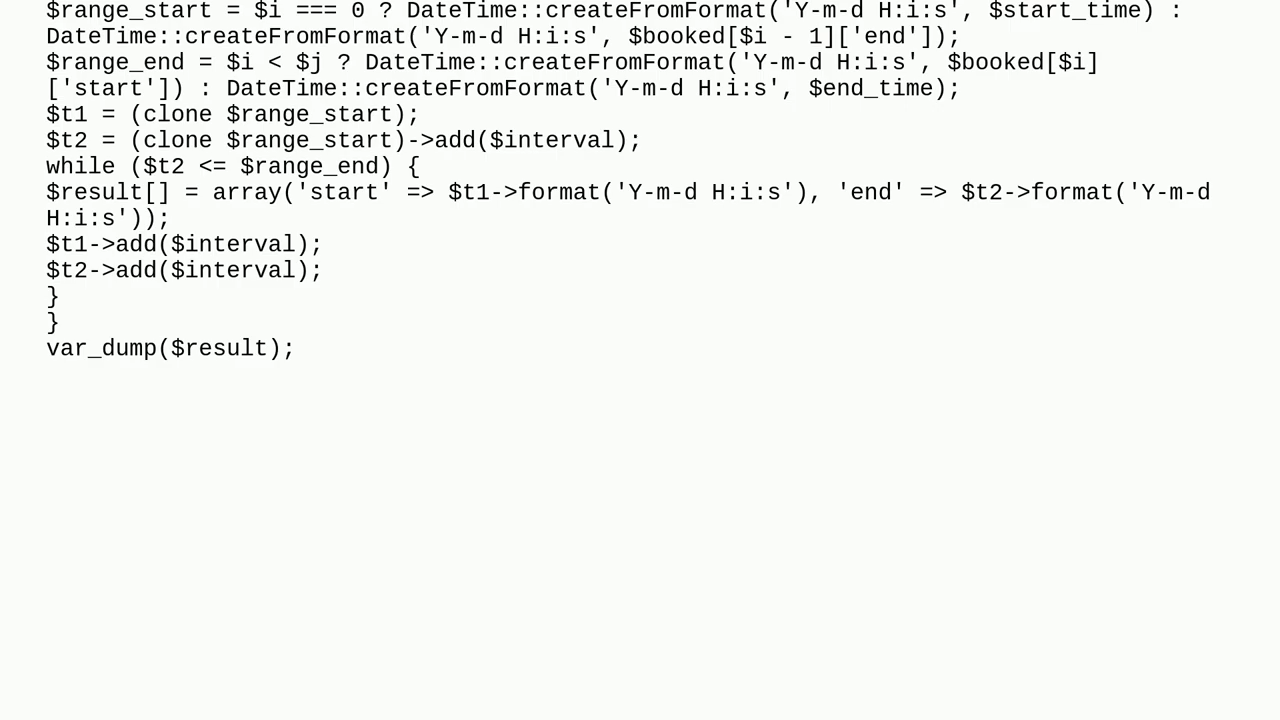 $range_start = $i === 0 ? DateTime::createFromFormat('Y-m-d H:i:s', $start_time) :
DateTime::createFromFormat('Y-m-d H:i:s', $booked[$i - 1]['end']);
$range_end = $i < $j ? DateTime::createFromFormat('Y-m-d H:i:s', $booked[$i]
['start']) : DateTime::createFromFormat('Y-m-d H:i:s', $end_time);
$t1 = (clone $range_start);
$t2 = (clone $range_start)->add($interval);
while ($t2 <= $range_end) {
$result[] = array('start' => $t1->format('Y-m-d H:i:s'), 'end' => $t2->format('Y-m-d
H:i:s'));
$t1->add($interval);
$t2->add($interval);
}
}
var_dump($result);